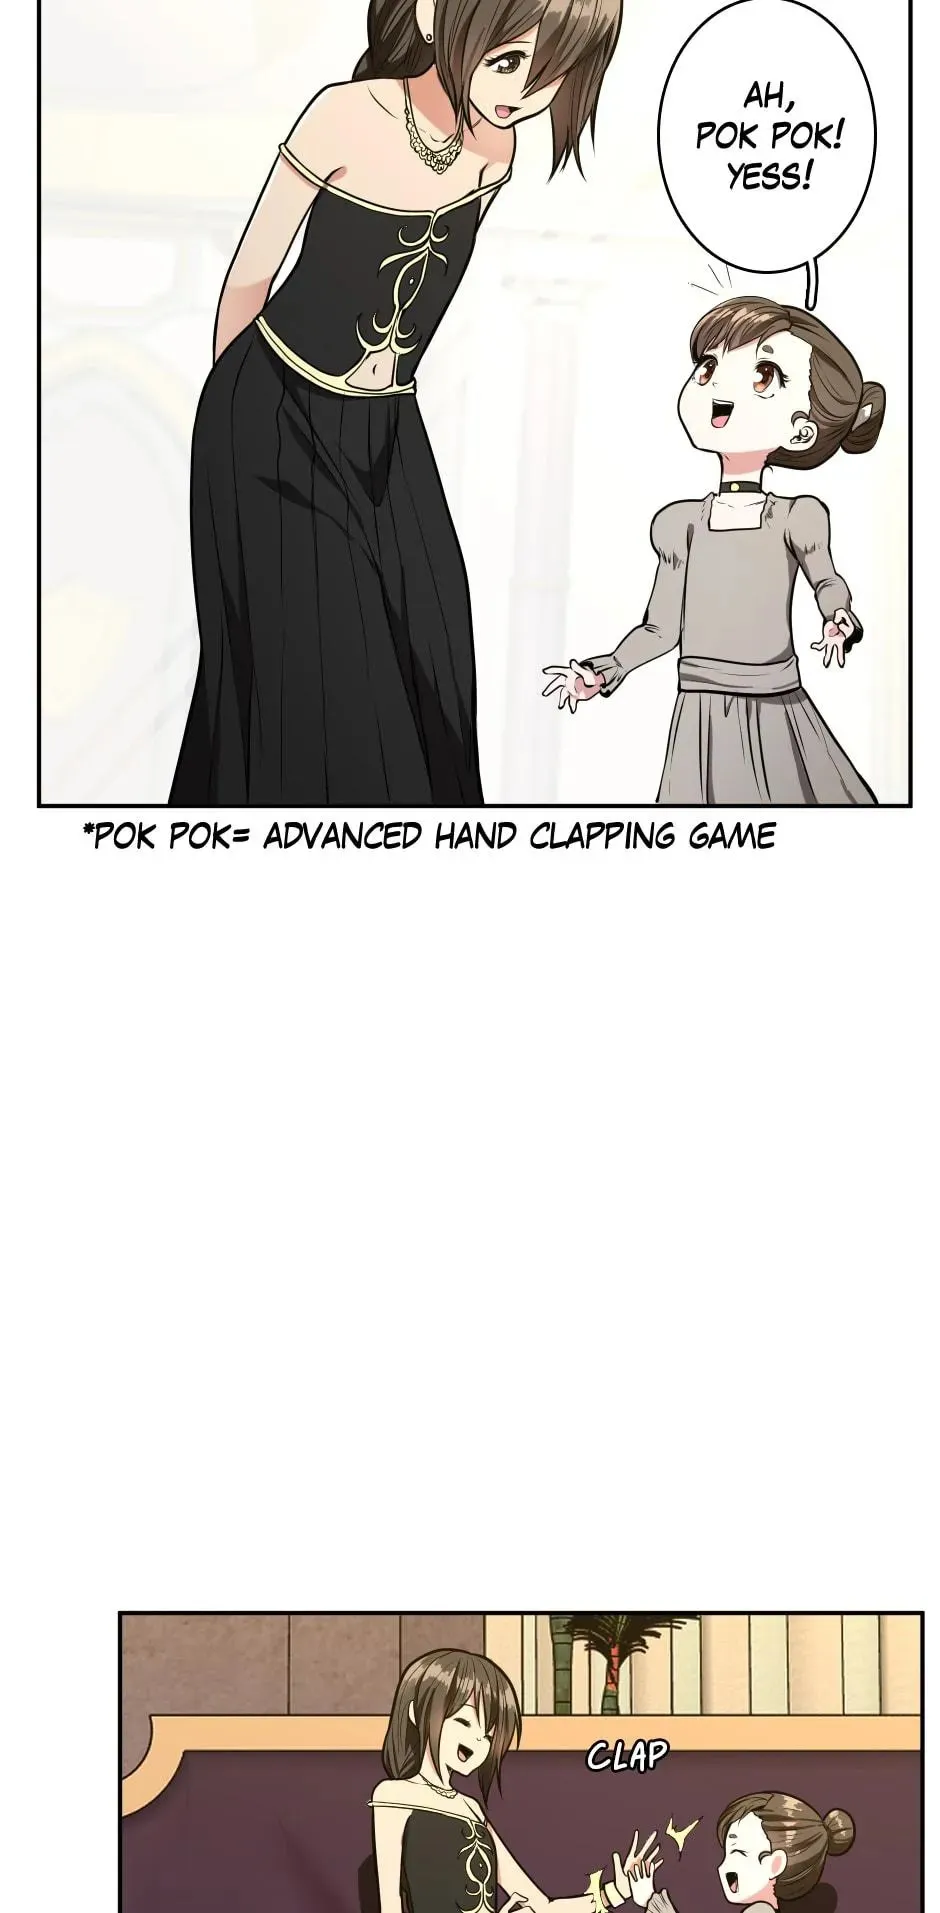 AH,
POK POK!
YESS!
*POK POK= ADVANCED HAND CLAPPING GAME
CLAP